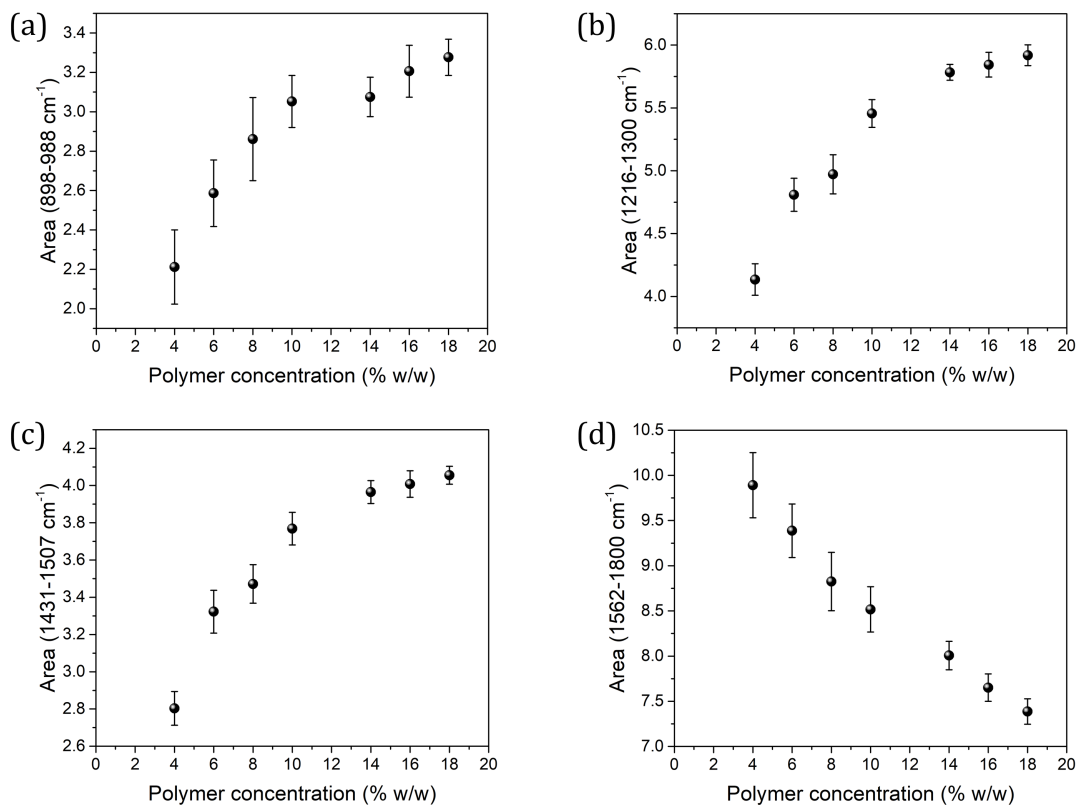 (a)
3.4
3.2
3.0
2.8
2.6
2.4
2.2
2.0
Area (898-988 cm⁻¹)
0 2 4 6 8 10 12 14 16 18 20
Polymer concentration (% w/w)
(b)
6.0
5.5
5.0
4.5
4.0
Area (1216-1300 cm⁻¹)
0 2 4 6 8 10 12 14 16 18 20
Polymer concentration (% w/w)
(c)
4.2
4.0
3.8
3.6
3.4
3.2
3.0
2.8
2.6
Area (1431-1507 cm⁻¹)
0 2 4 6 8 10 12 14 16 18 20
Polymer concentration (% w/w)
(d)
10.5
10.0
9.5
9.0
8.5
8.0
7.5
7.0
Area (1562-1800 cm⁻¹)
0 2 4 6 8 10 12 14 16 18 20
Polymer concentration (% w/w)